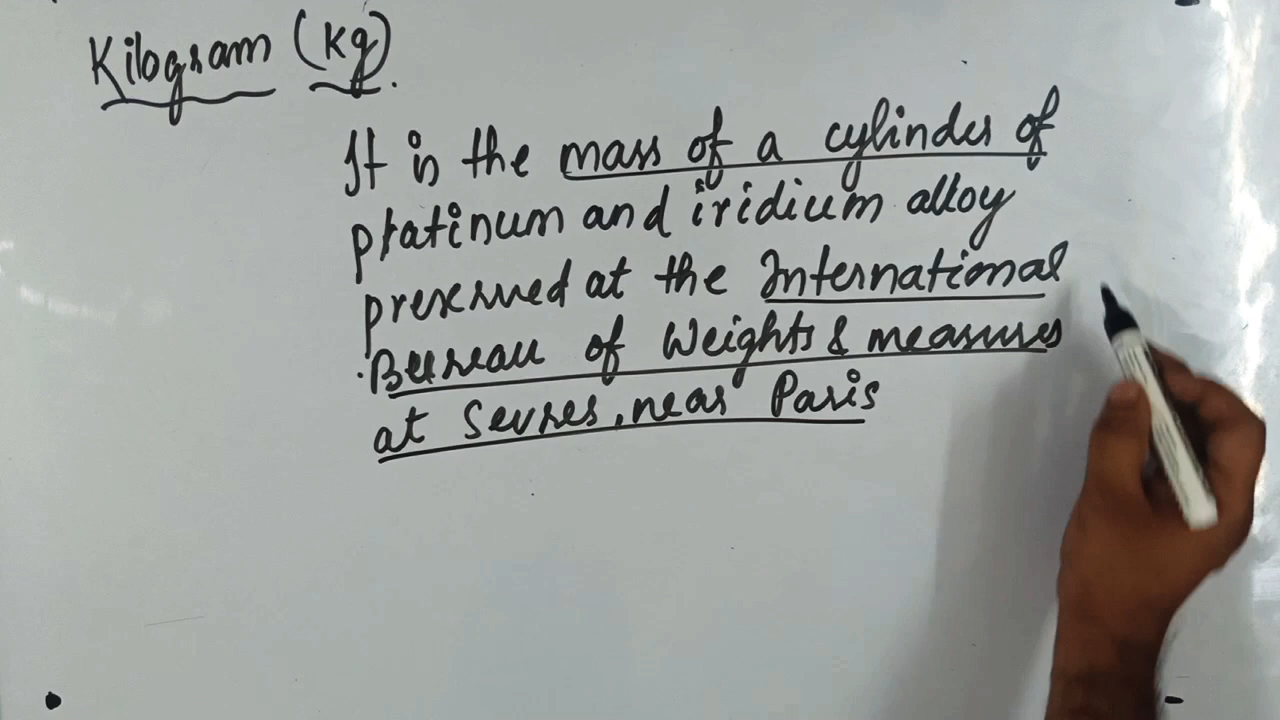 Kilogram (kg).
It is the mass of a cylinder of
platinum and iridium alloy
preserved at the International
Bureau of Weights & measures
at Sevres, near Paris